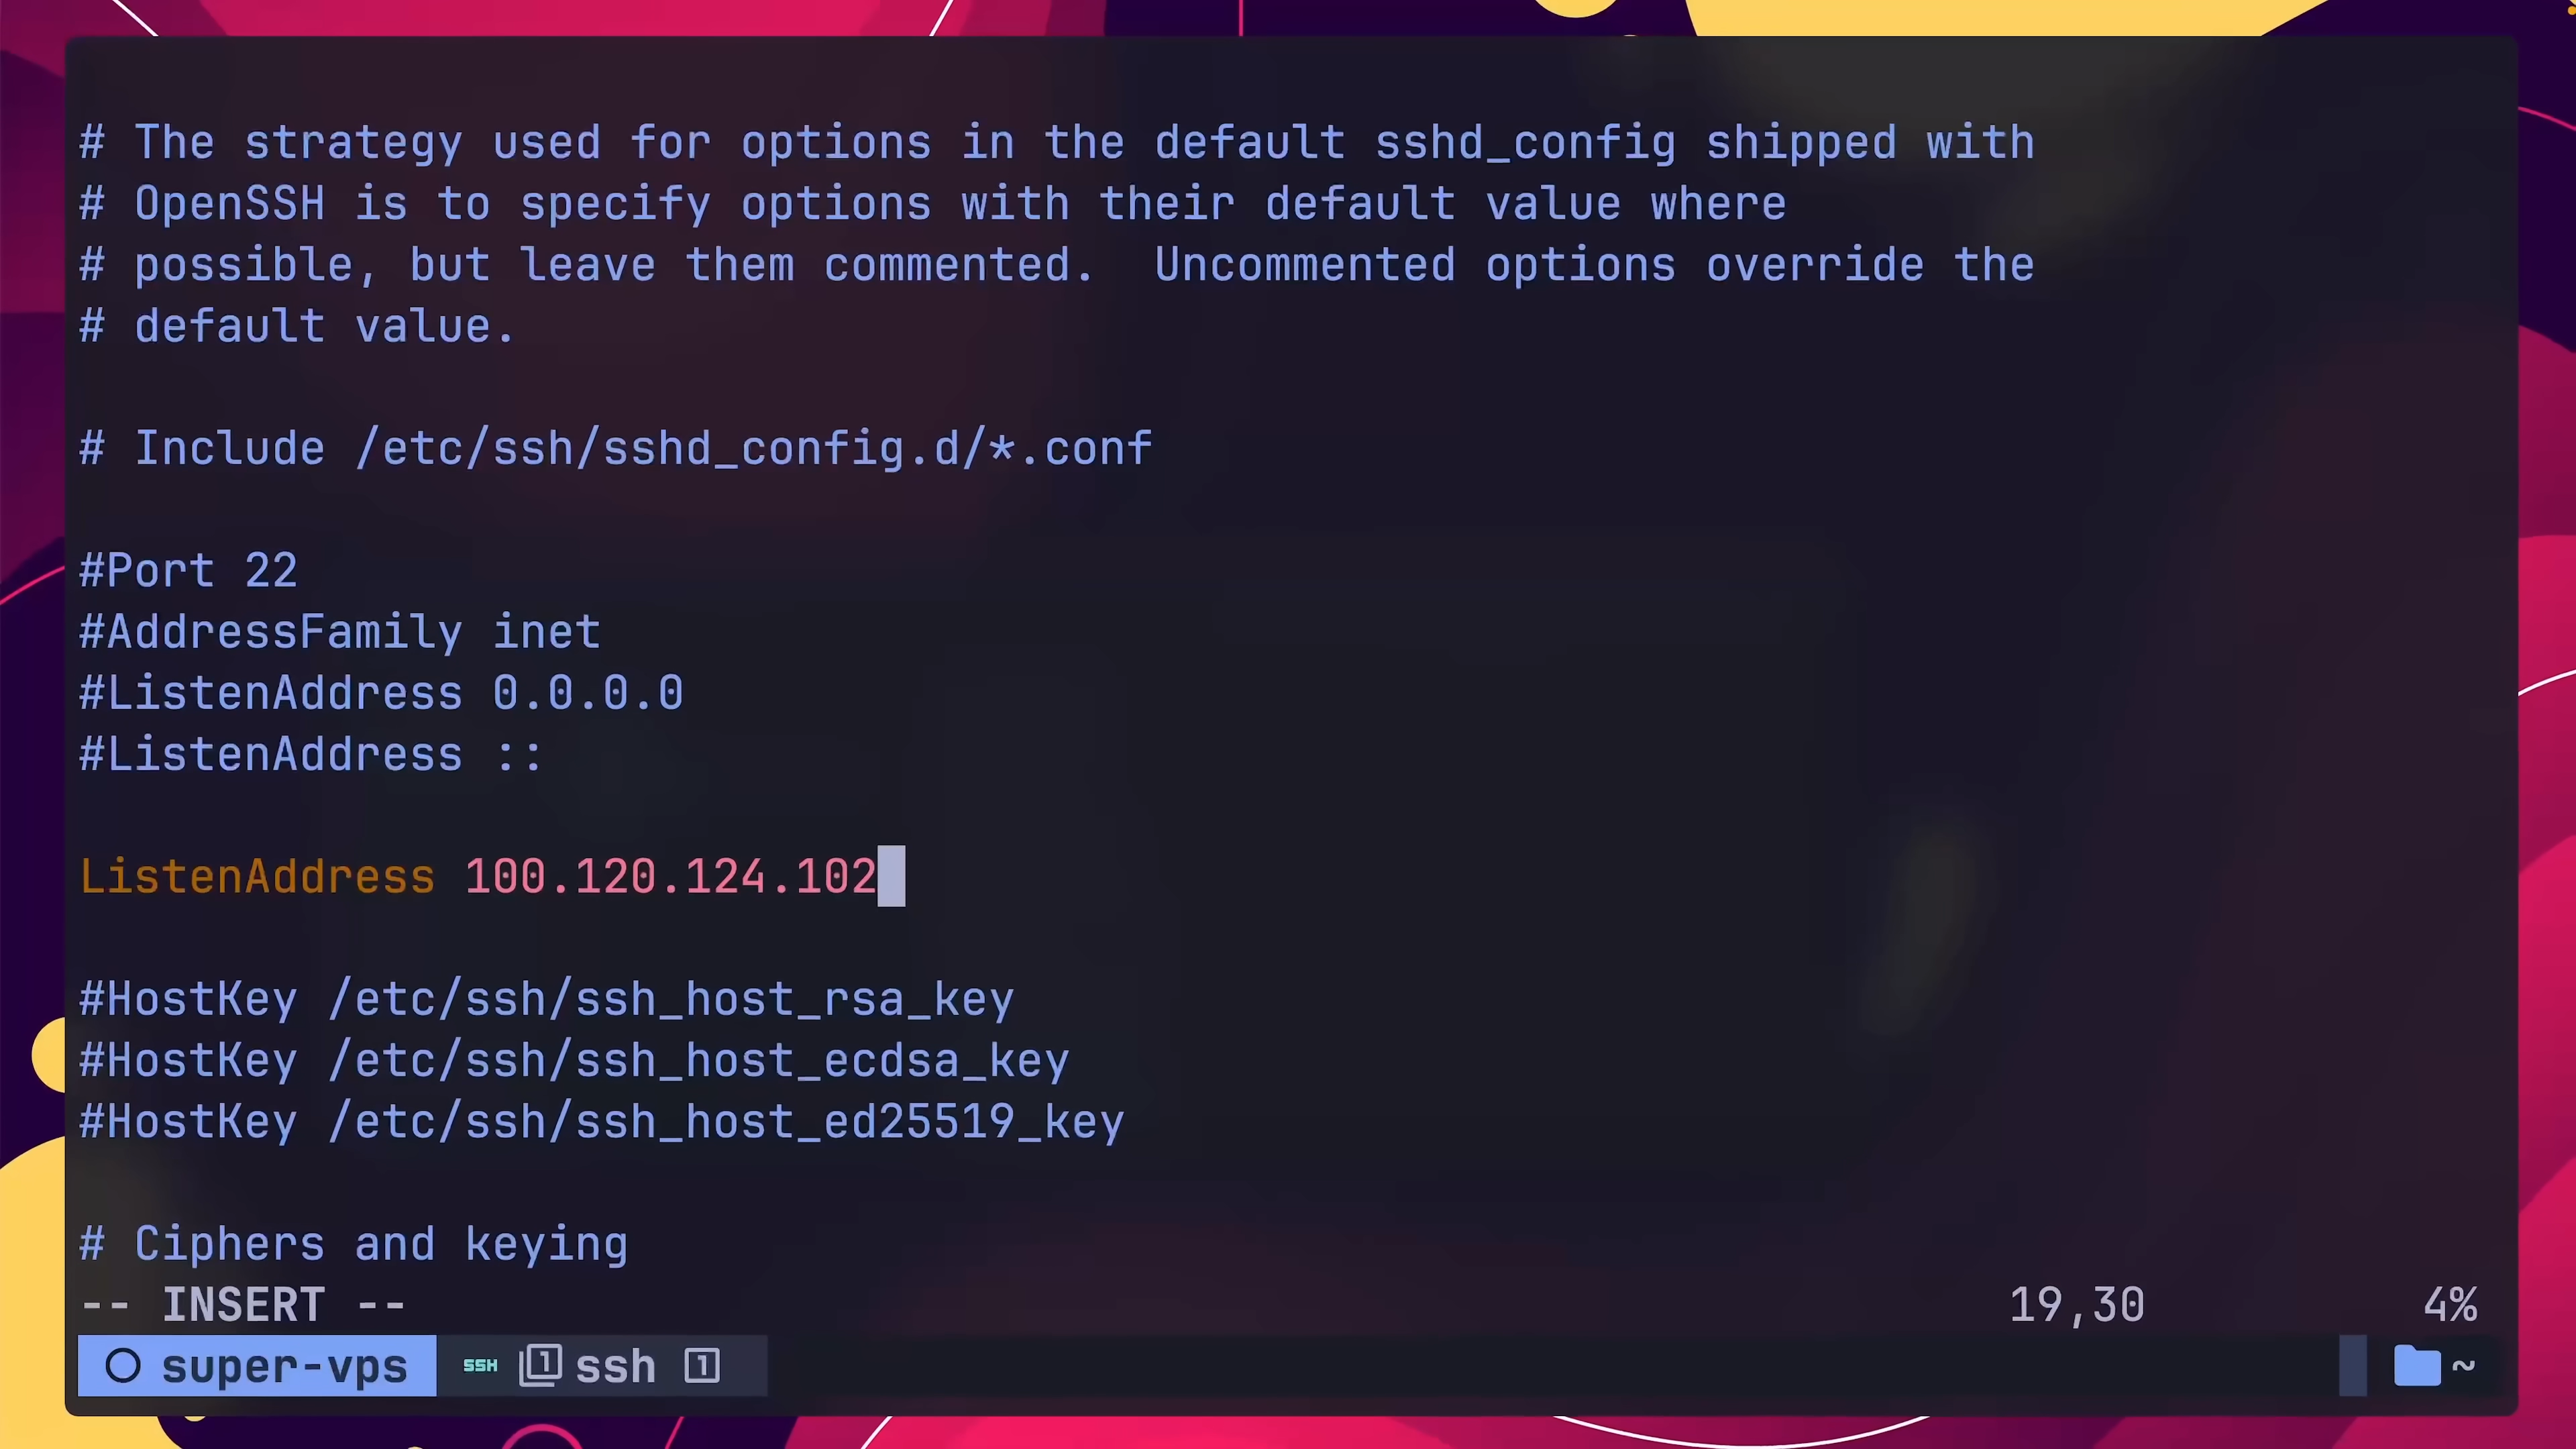 # The strategy used for options in the default sshd_config shipped with
# OpenSSH is to specify options with their default value where
# possible, but leave them commented.  Uncommented options override the
# default value.
# Include /etc/ssh/sshd_config.d/*.conf
#Port 22
#AddressFamily inet
#ListenAddress 0.0.0.0
#ListenAddress ::
ListenAddress 100.120.124.102
#HostKey /etc/ssh/ssh_host_rsa_key
#HostKey /etc/ssh/ssh_host_ecdsa_key
#HostKey /etc/ssh/ssh_host_ed25519_key
# Ciphers and keying
-- INSERT -- 19,30 4%
super-vps SSH 1 ssh 1 ~